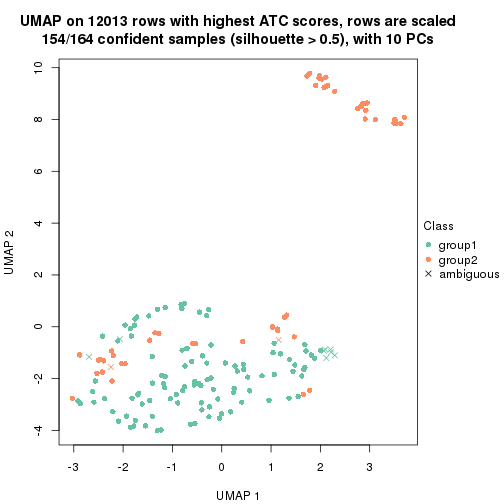 UMAP on 12013 rows with highest ATC scores, rows are scaled
154/164 confident samples (silhouette > 0.5), with 10 PCs
10
8
6
4
2
0
-2
-4
UMAP 2
-3
-2
-1
0
1
2
3
UMAP 1
Class
group1
group2
ambiguous